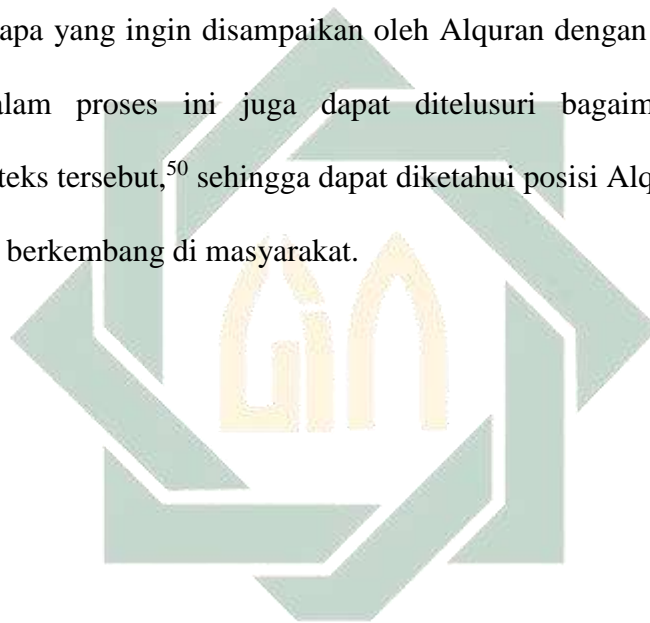 apa yang ingin disampaikan oleh Alquran dengan
alam proses ini juga dapat ditelusuri bagaim
teks tersebut,50 sehingga dapat diketahui posisi Alq
berkembang di masyarakat.
uin